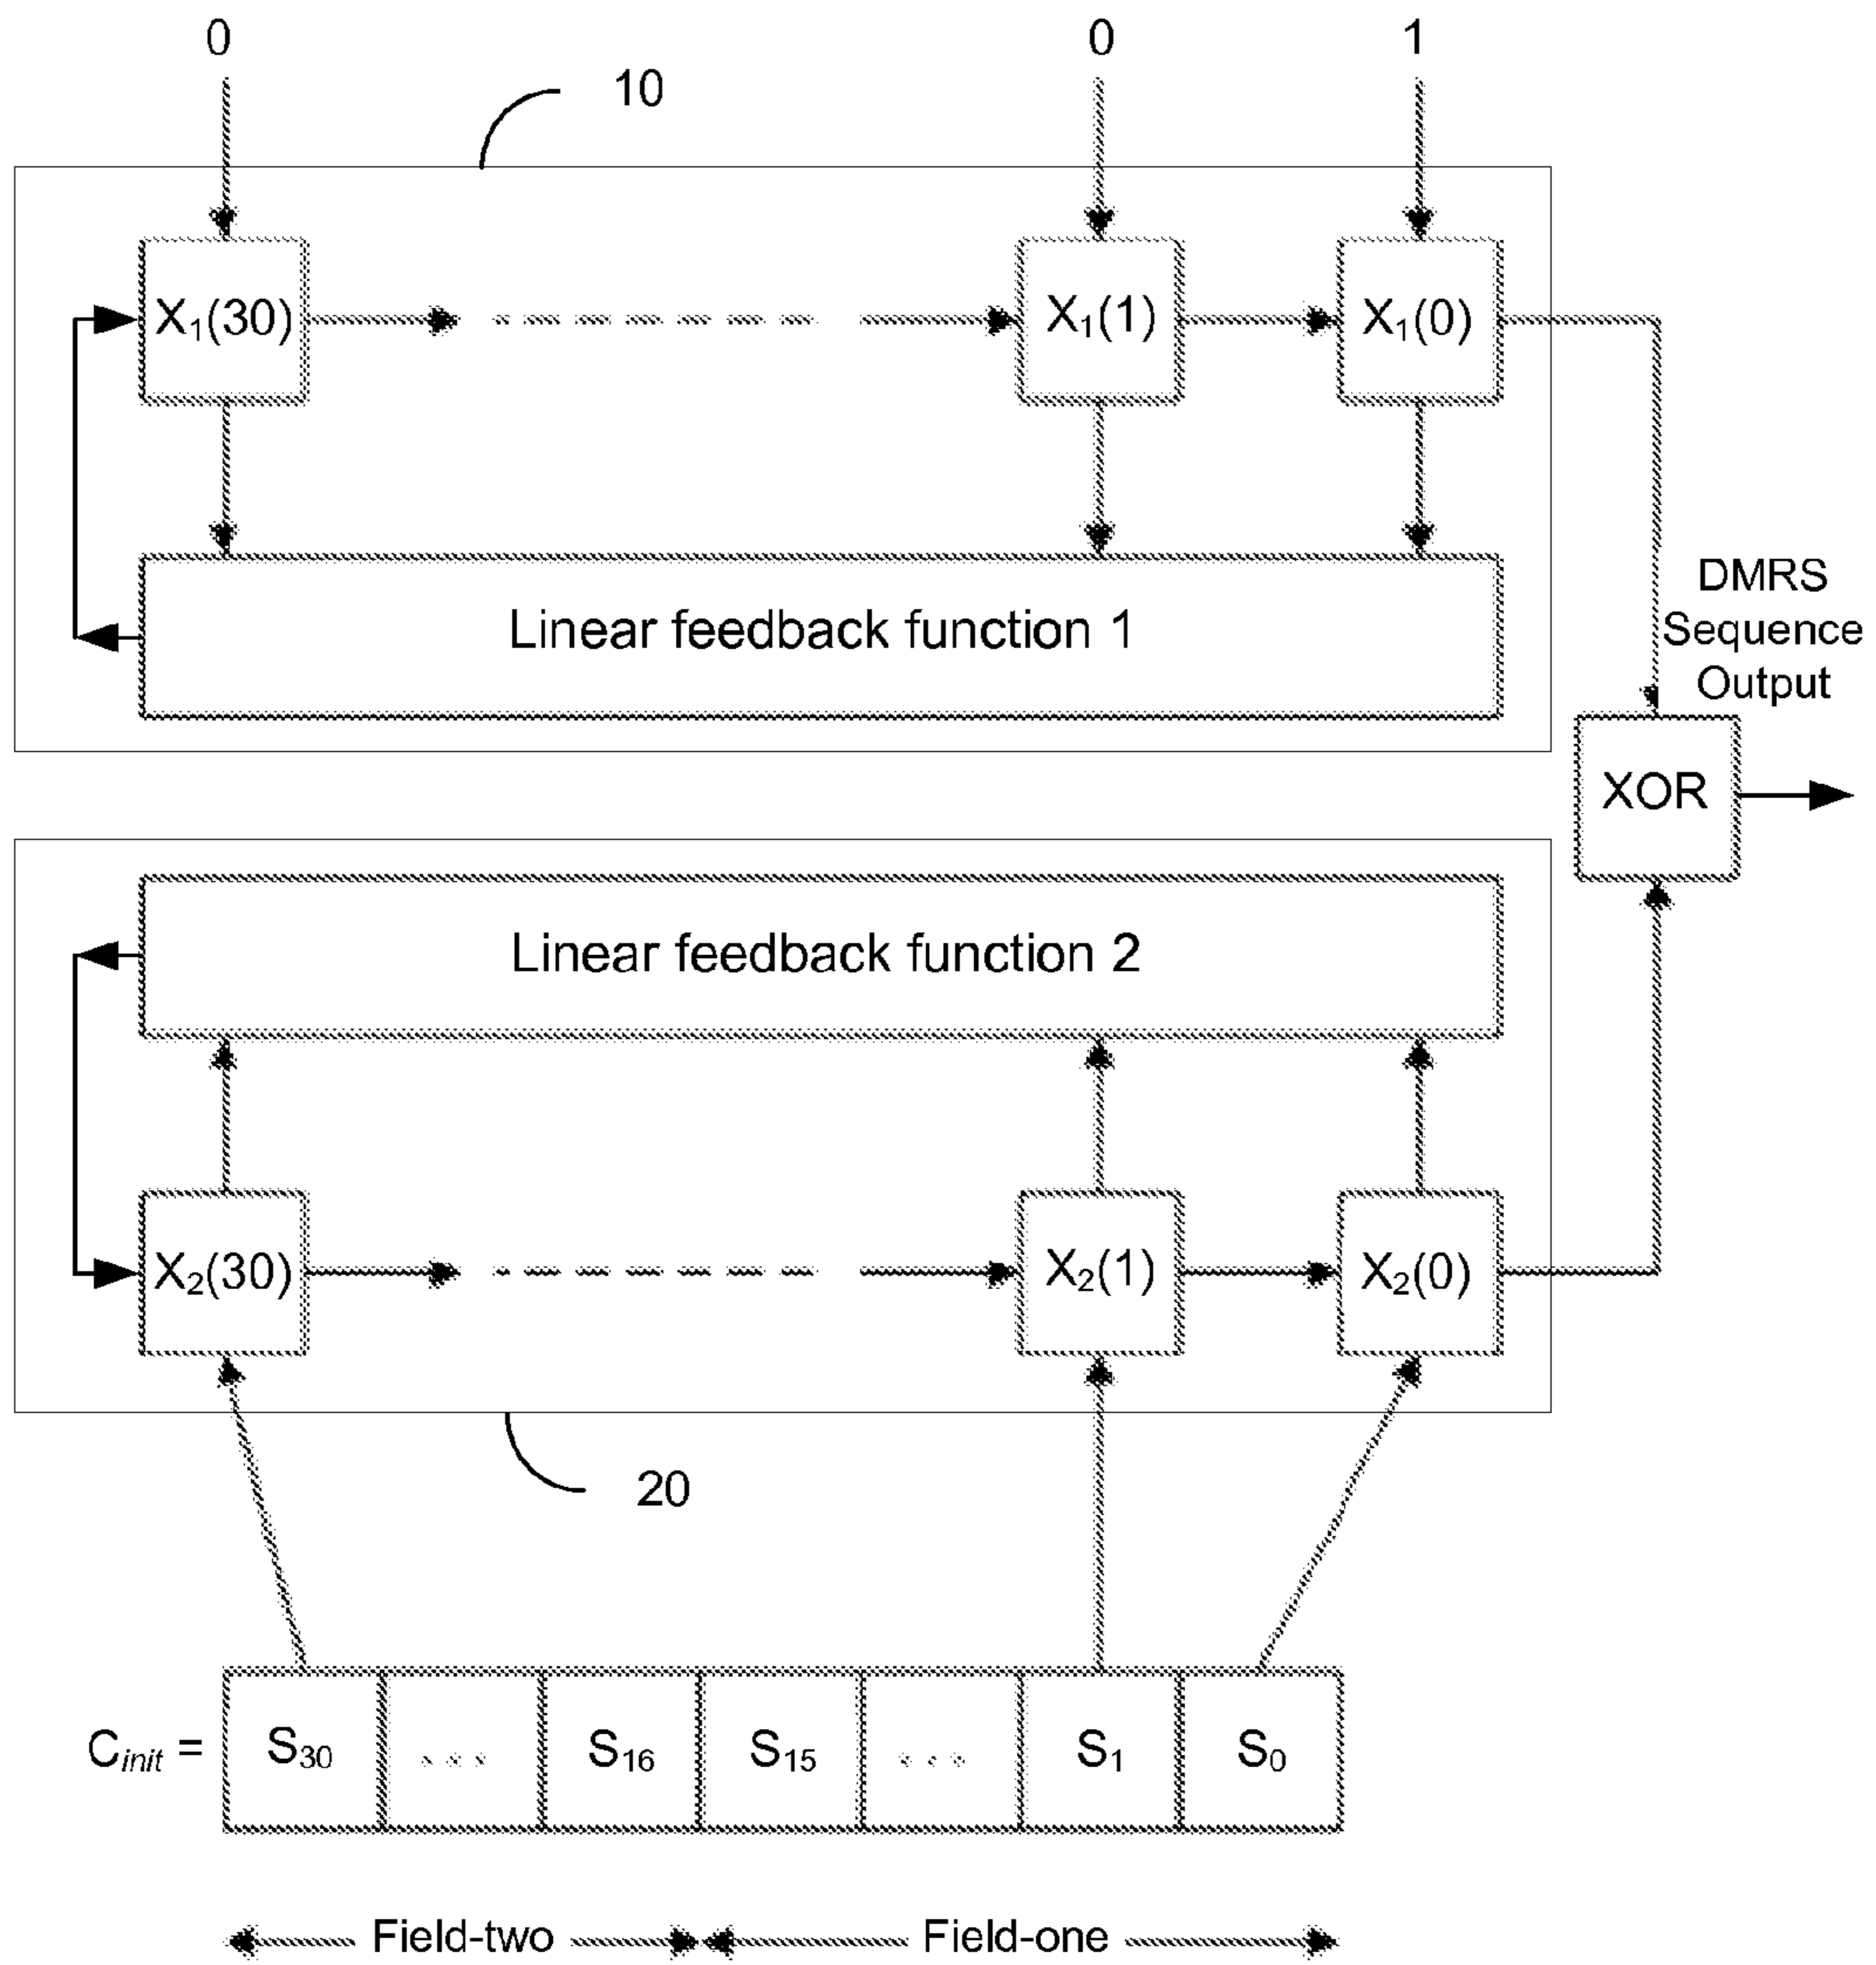 0 0 1
10
X₁(30) X₁(1) X₁(0)
Linear feedback function 1
DMRS
Sequence
Output
XOR
Linear feedback function 2
X₂(30) X₂(1) X₂(0)
20
C_init = S₃₀ ... S₁₆ S₁₅ ... S₁ S₀
Field-two Field-one